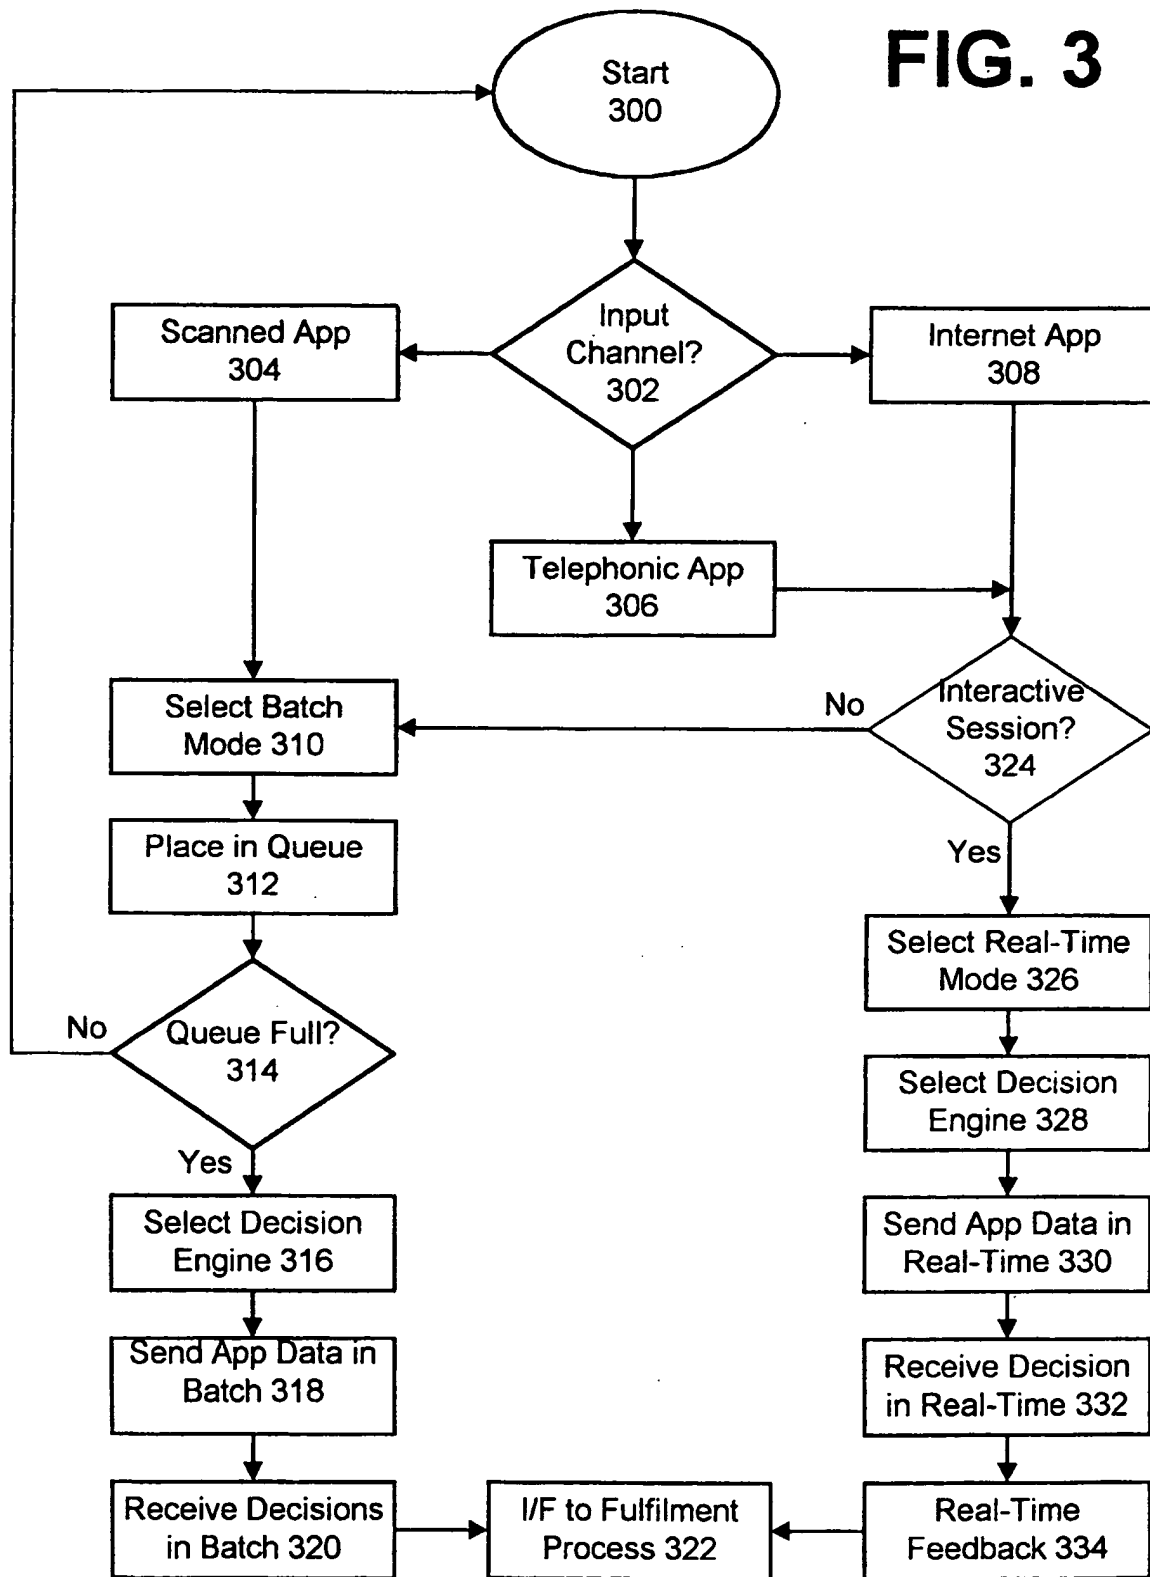 FIG. 3
Start
300
Input
Channel?
302
Scanned App
304
Internet App
308
Telephonic App
306
Select Batch
Mode 310
No
Interactive
Session?
324
Place in Queue
312
Yes
Select Real-Time
Mode 326
No
Queue Full?
314
Select Decision
Engine 328
Yes
Select Decision
Engine 316
Send App Data in
Real-Time 330
Send App Data in
Batch 318
Receive Decision
in Real-Time 332
Receive Decisions
in Batch 320
I/F to Fulfilment
Process 322
Real-Time
Feedback 334